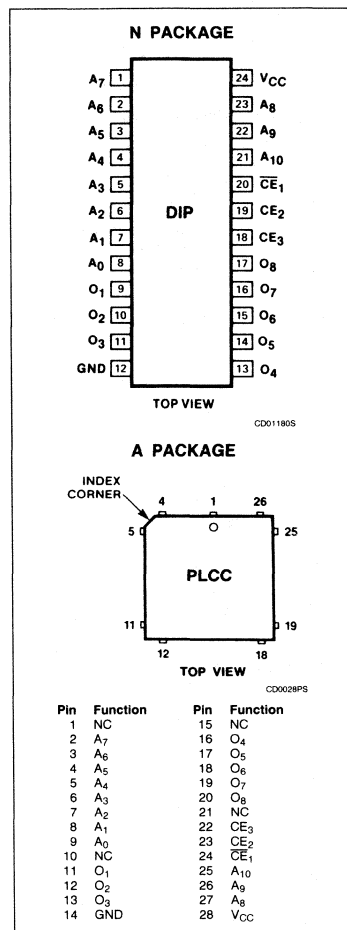 N PACKAGE
A7 1 24 VCC
A6 2 23 A8
A5 3 22 A9
A4 4 21 A10
A3 5 20 C̅E̅1
A2 6 DIP 19 CE2
A1 7 18 CE3
A0 8 17 O8
O1 9 16 O7
O2 10 15 O6
O3 11 14 O5
GND 12 13 O4
TOP VIEW
CD01180S
A PACKAGE
INDEX
CORNER
4 1 26
5 25
PLCC
11 19
12 18
TOP VIEW
CD0028PS
Pin Function Pin Function
1 NC 15 NC
2 A7 16 O4
3 A6 17 O5
4 A5 18 O6
5 A4 19 O7
6 A3 20 O8
7 A2 21 NC
8 A1 22 CE3
9 A0 23 CE2
10 NC 24 C̅E̅1
11 O1 25 A10
12 O2 26 A9
13 O3 27 A8
14 GND 28 VCC